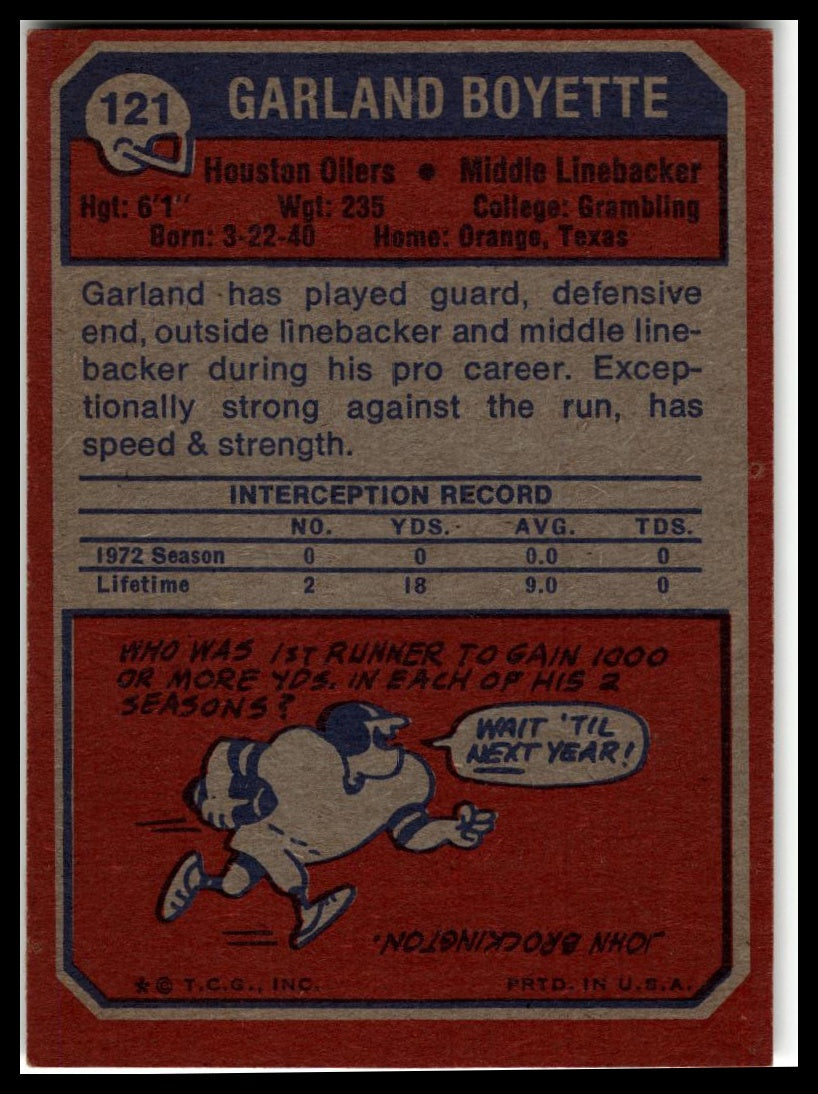 121
GARLAND BOYETTE
Houston Oilers • Middle Linebacker
Hgt: 6'1" Wgt: 235 College: Grambling
Born: 3-22-40 Home: Orange, Texas
Garland has played guard, defensive
end, outside linebacker and middle line-
backer during his pro career. Excep-
tionally strong against the run, has
speed & strength.
INTERCEPTION RECORD
NO. YDS. AVG. TDS.
1972 Season 0 0 0.0 0
Lifetime 2 18 9.0 0
WHO WAS 1ST RUNNER TO GAIN 1000
OR MORE YDS. IN EACH OF HIS 2
SEASONS?
WAIT 'TIL
NEXT YEAR!
JOHN BROCKINGTON.
* © T.C.G., INC. PRTD. IN U.S.A.